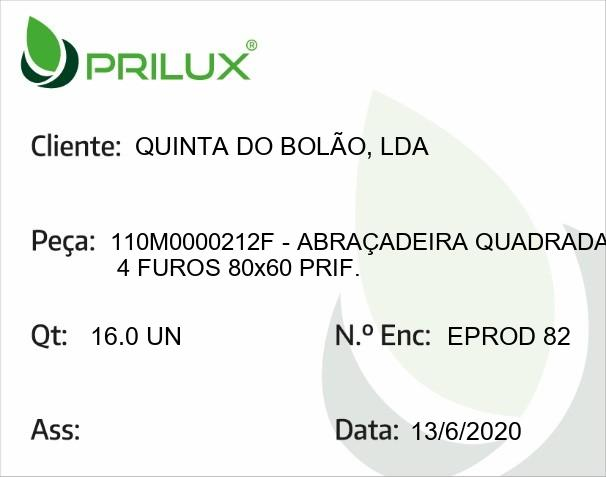 PRILUX®
Cliente: QUINTA DO BOLÃO, LDA
Peça: 110M0000212F - ABRAÇADEIRA QUADRADA
4 FUROS 80x60 PRIF.
Qt: 16.0 UN N.º Enc: EPROD 82
Ass: Data: 13/6/2020